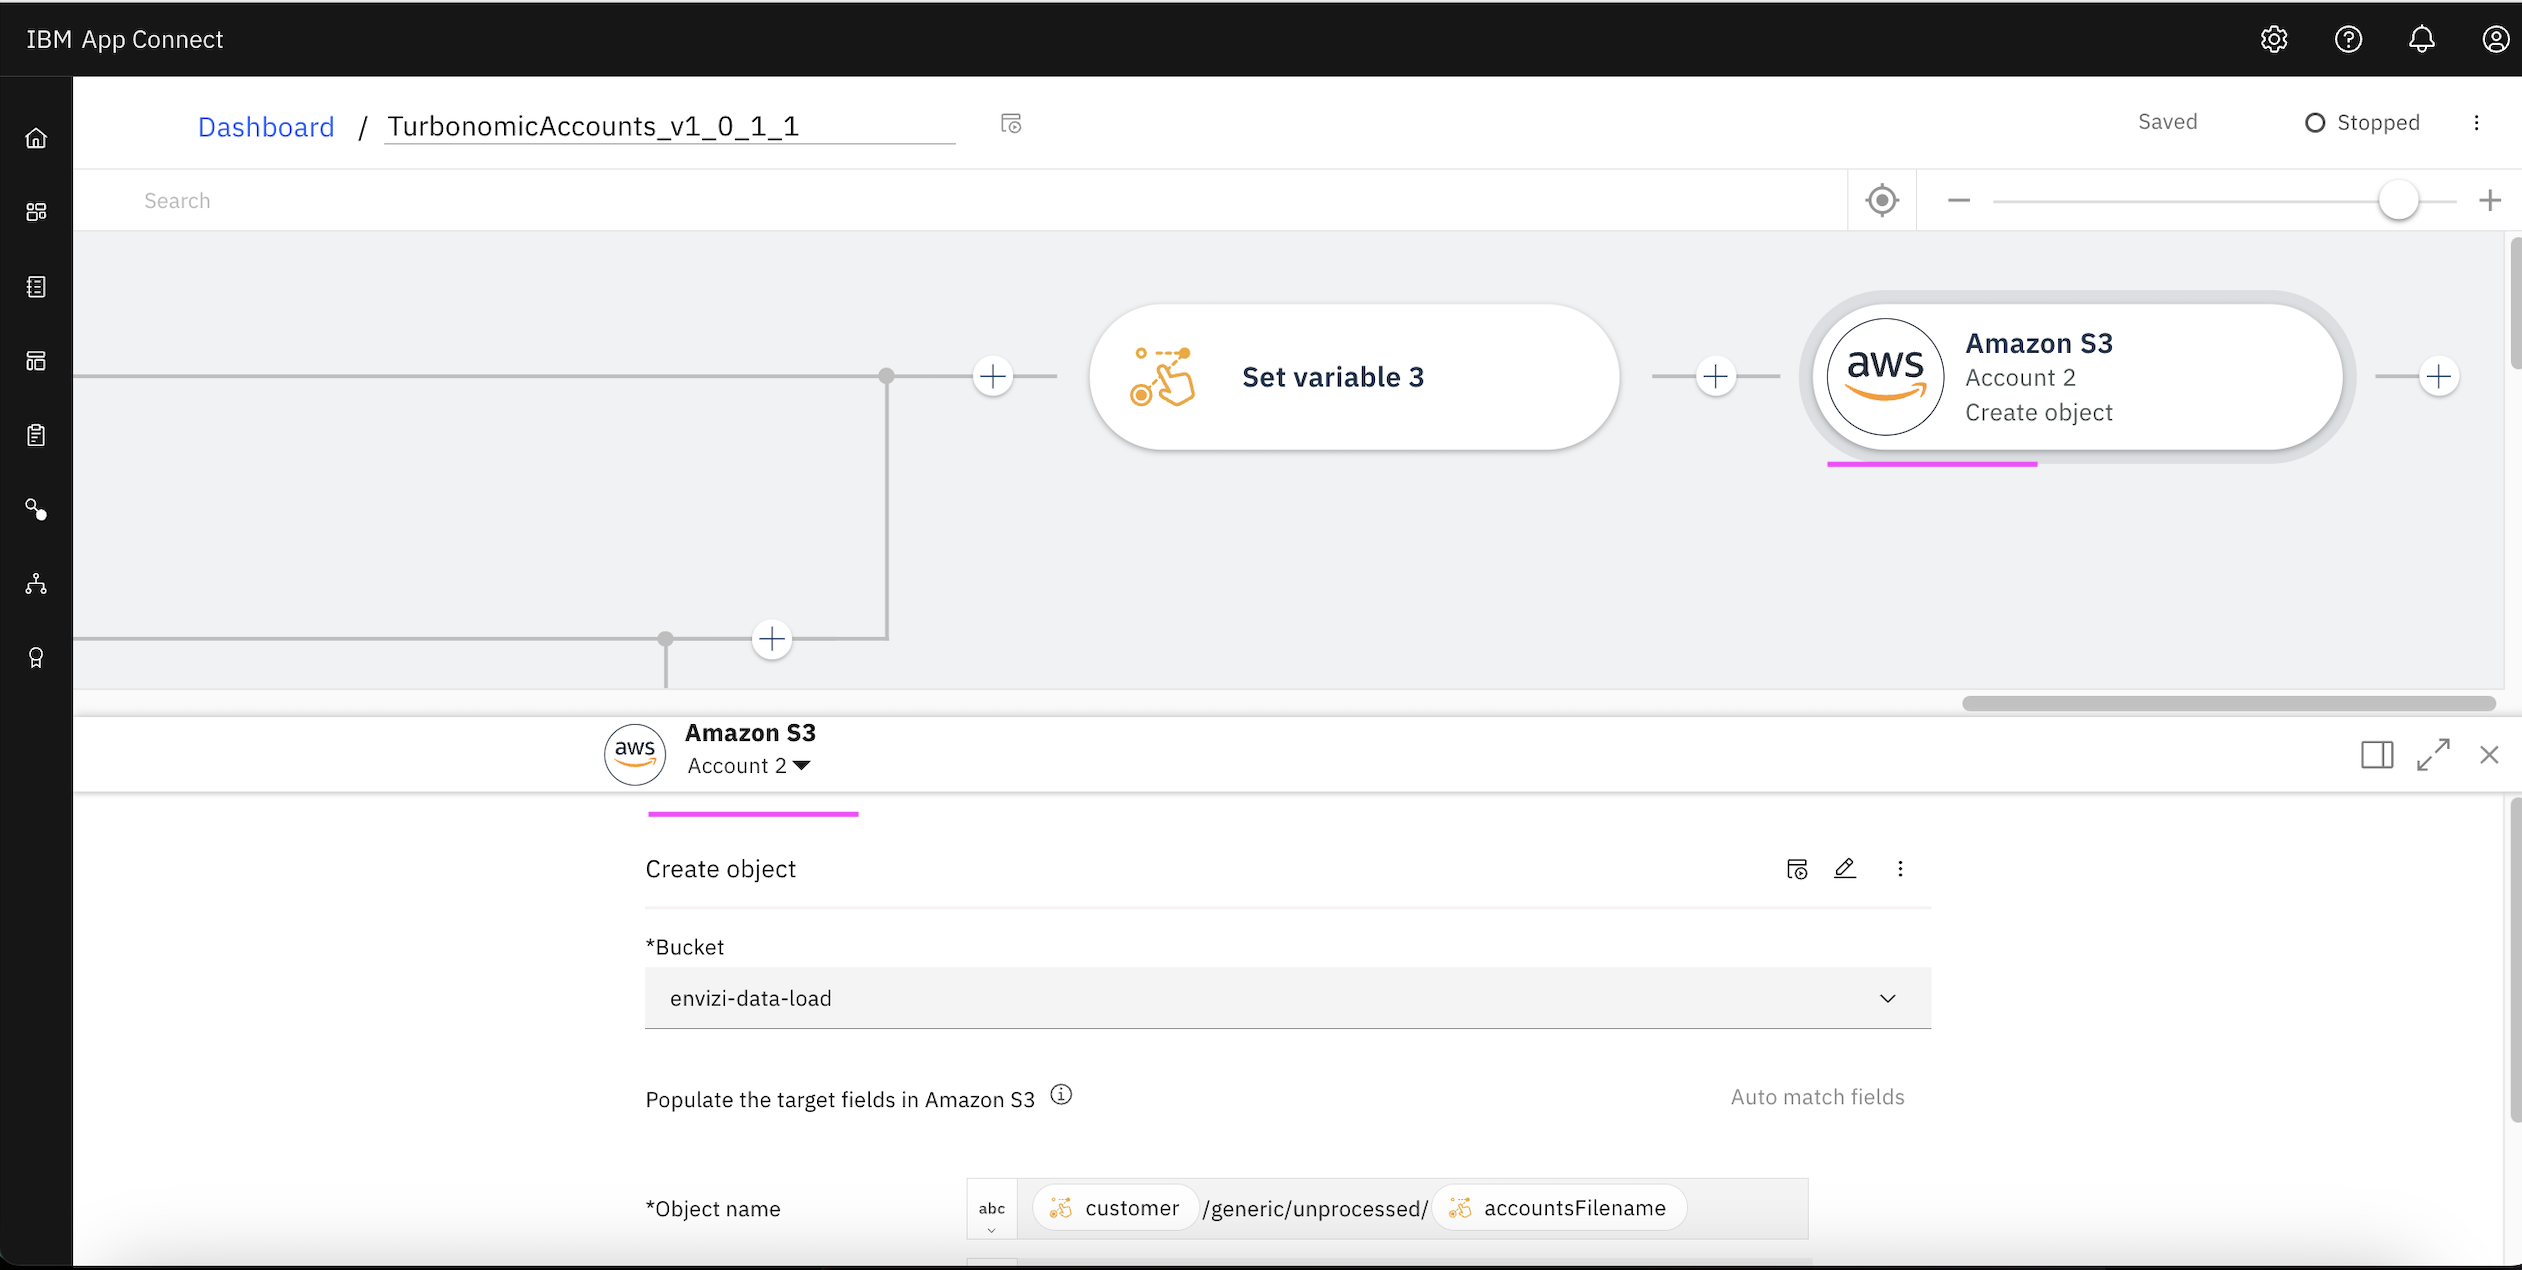 IBM App Connect
Dashboard / TurbonomicAccounts_v1_0_1_1
Saved
Stopped
Search
Set variable 3
aws
Amazon S3
Account 2
Create object
aws
Amazon S3
Account 2
Create object
*Bucket
envizi-data-load
Populate the target fields in Amazon S3
Auto match fields
*Object name
abc
customer /generic/unprocessed/ accountsFilename